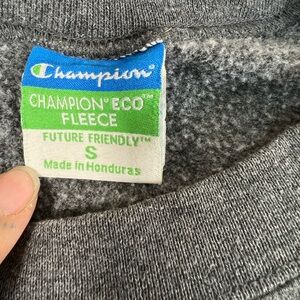 Champion®
CHAMPION® ECO™
FLEECE
FUTURE FRIENDLY™
S
Made in Honduras